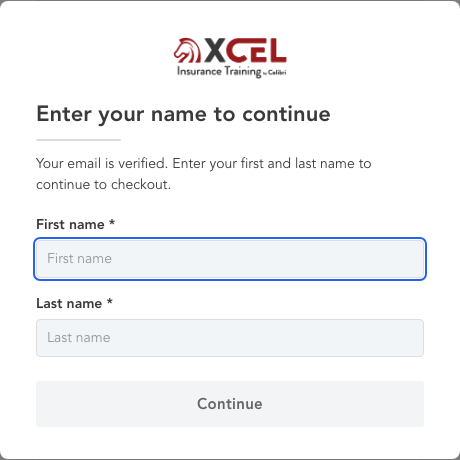 XCEL
Insurance Training by Calibri
Enter your name to continue
Your email is verified. Enter your first and last name to
continue to checkout.
First name *
First name
Last name *
Last name
Continue